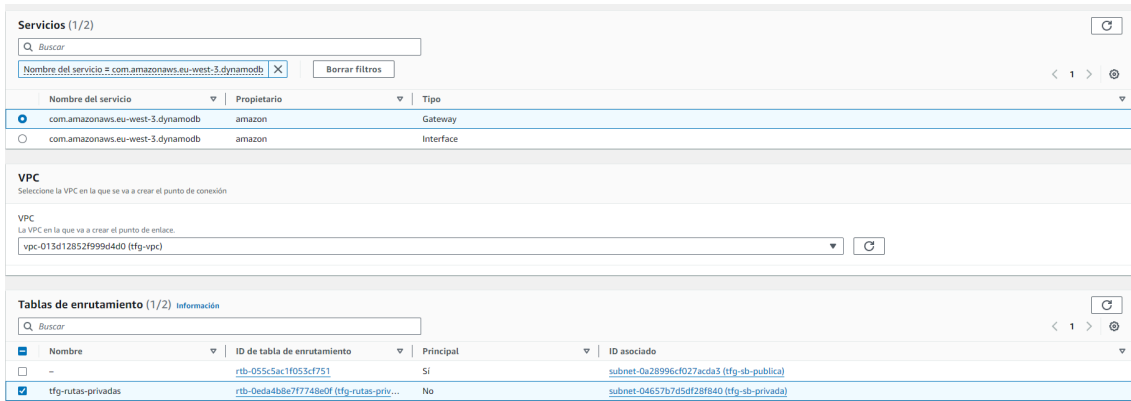 Servicios (1/2)
Buscar
Nombre del servicio = com.amazonaws.eu-west-3.dynamodb
Borrar filtros
1
Nombre del servicio Propietario Tipo
com.amazonaws.eu-west-3.dynamodb amazon Gateway
com.amazonaws.eu-west-3.dynamodb amazon Interface
VPC
Seleccione la VPC en la que se va a crear el punto de conexión
VPC
La VPC en la que va a crear el punto de enlace.
vpc-013d12852f999d4d0 (tfg-vpc)
Tablas de enrutamiento (1/2) Información
Buscar
1
Nombre ID de tabla de enrutamiento Principal ID asociado
– rtb-055c5ac1f053cf751 Sí subnet-0a28996cf027acda3 (tfg-sb-publica)
tfg-rutas-privadas rtb-0eda4b8e7f7748e0f (tfg-rutas-priv... No subnet-04657b7d5df28f840 (tfg-sb-privada)